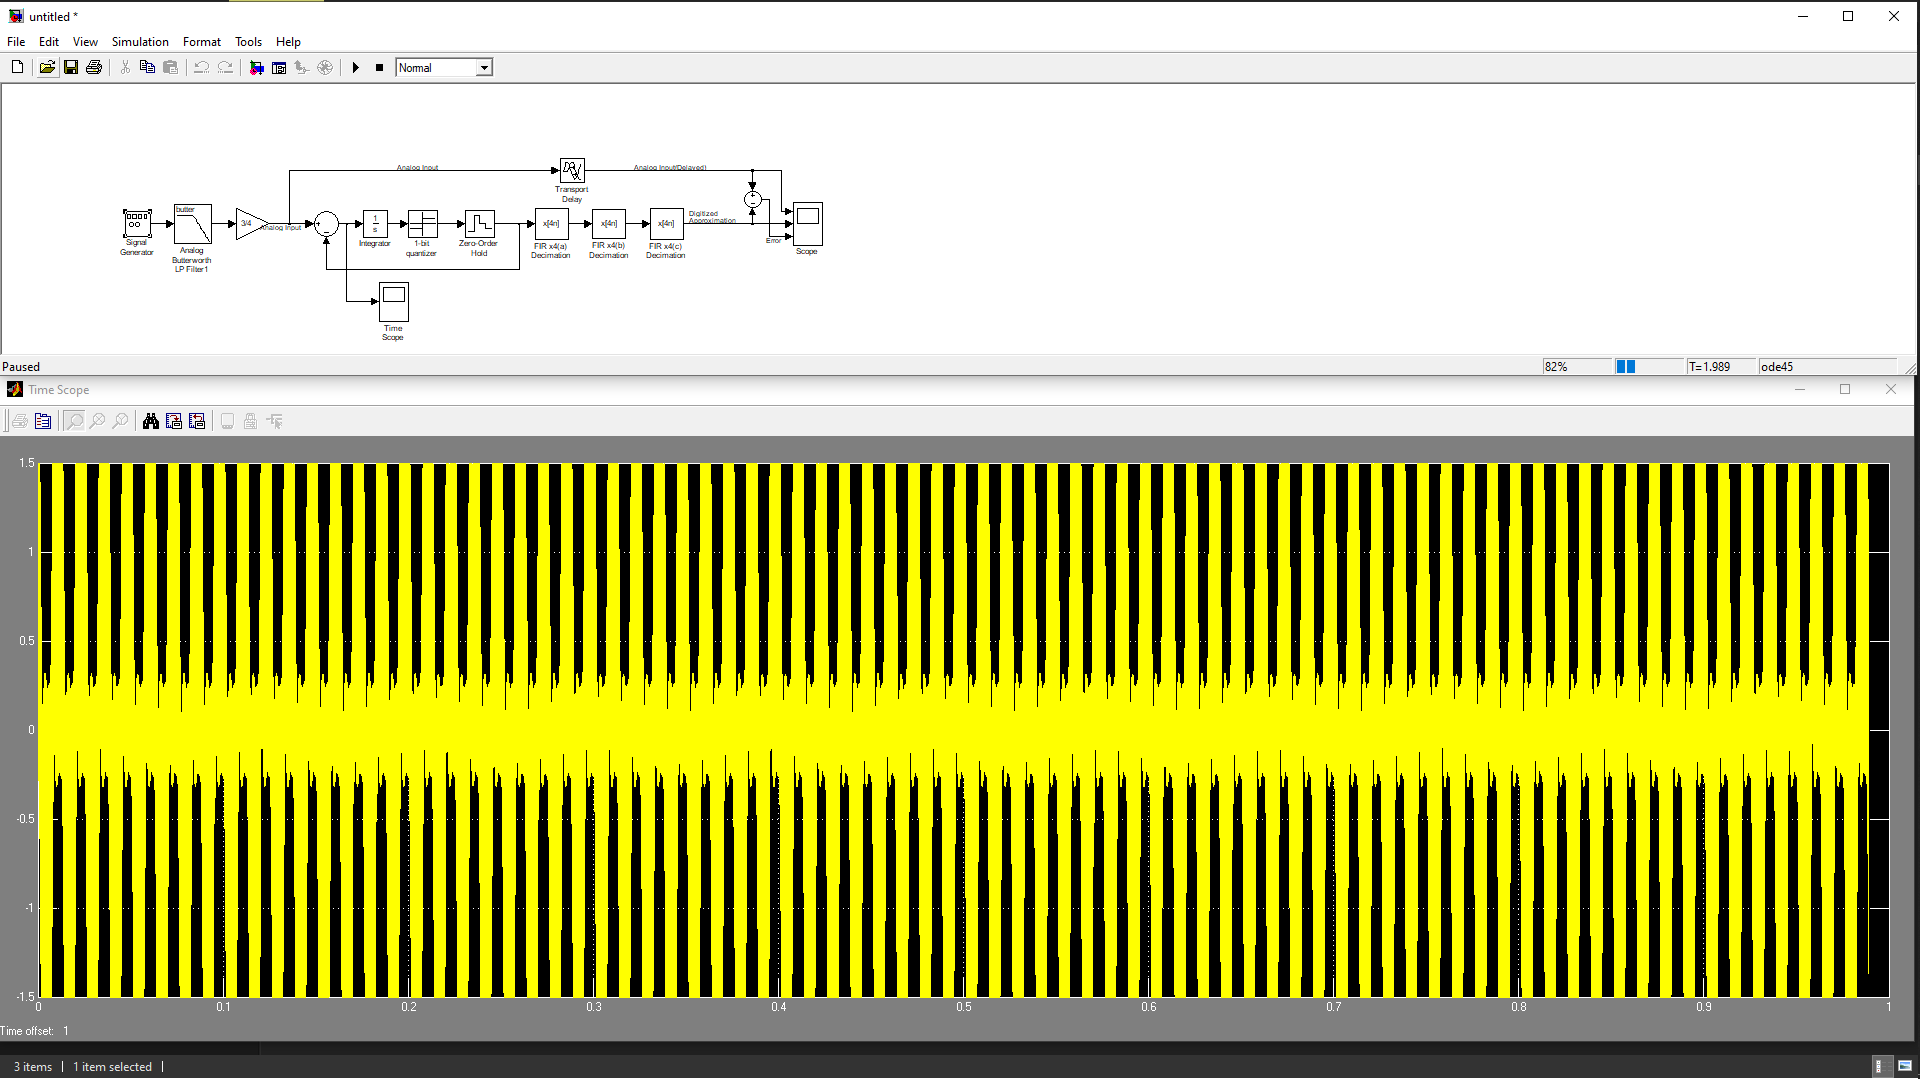 untitled *
File Edit View Simulation Format Tools Help
Normal
Analog Input
Analog Input(Delayed)
Transport
Delay
butter
3/4
Analog Input
+
−
1
s
x[4n]
x[4n]
x[4n]
Digitized
Approximation
Error
Signal
Generator
Analog
Butterworth
LP Filter1
Integrator
1-bit
quantizer
Zero-Order
Hold
FIR x4(a)
Decimation
FIR x4(b)
Decimation
FIR x4(c)
Decimation
Scope
Time
Scope
Paused
82%
T=1.989
ode45
Time Scope
1.5
1
0.5
0
-0.5
-1
-1.5
0 0.1 0.2 0.3 0.4 0.5 0.6 0.7 0.8 0.9 1
Time offset: 1
3 items 1 item selected